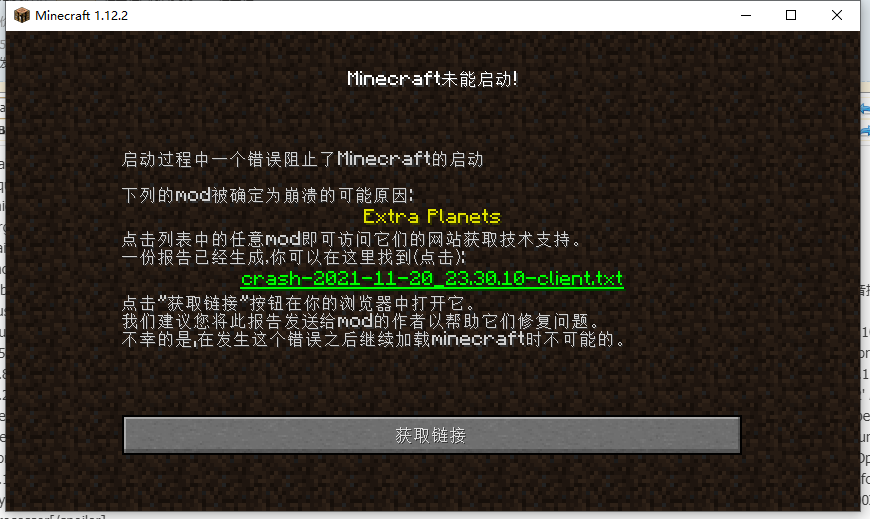 Minecraft 1.12.2
Minecraft未能启动!
启动过程中一个错误阻止了Minecraft的启动
下列的mod被确定为崩溃的可能原因:
Extra Planets
点击列表中的任意mod即可访问它们的网站获取技术支持。
一份报告已经生成,你可以在这里找到(点击):
crash-2021-11-20_23.30.10-client.txt
点击"获取链接"按钮在你的浏览器中打开它。
我们建议您将此报告发送给mod的作者以帮助它们修复问题。
不幸的是,在发生这个错误之后继续加载minecraft时不可能的。
获取链接